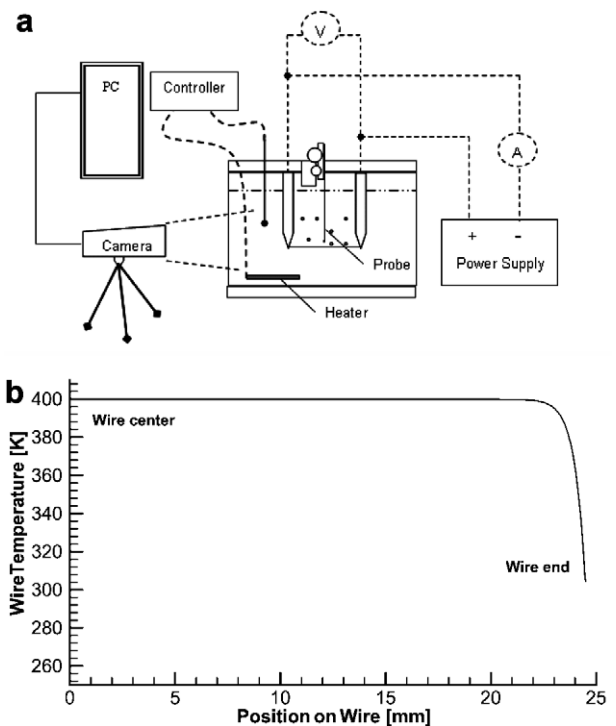 a
V
PC
Controller
A
Camera
Probe
+ -
Power Supply
Heater
b
400
380
360
340
320
300
280
260
Wire Temperature [K]
Wire center
Wire end
0 5 10 15 20 25
Position on Wire [mm]